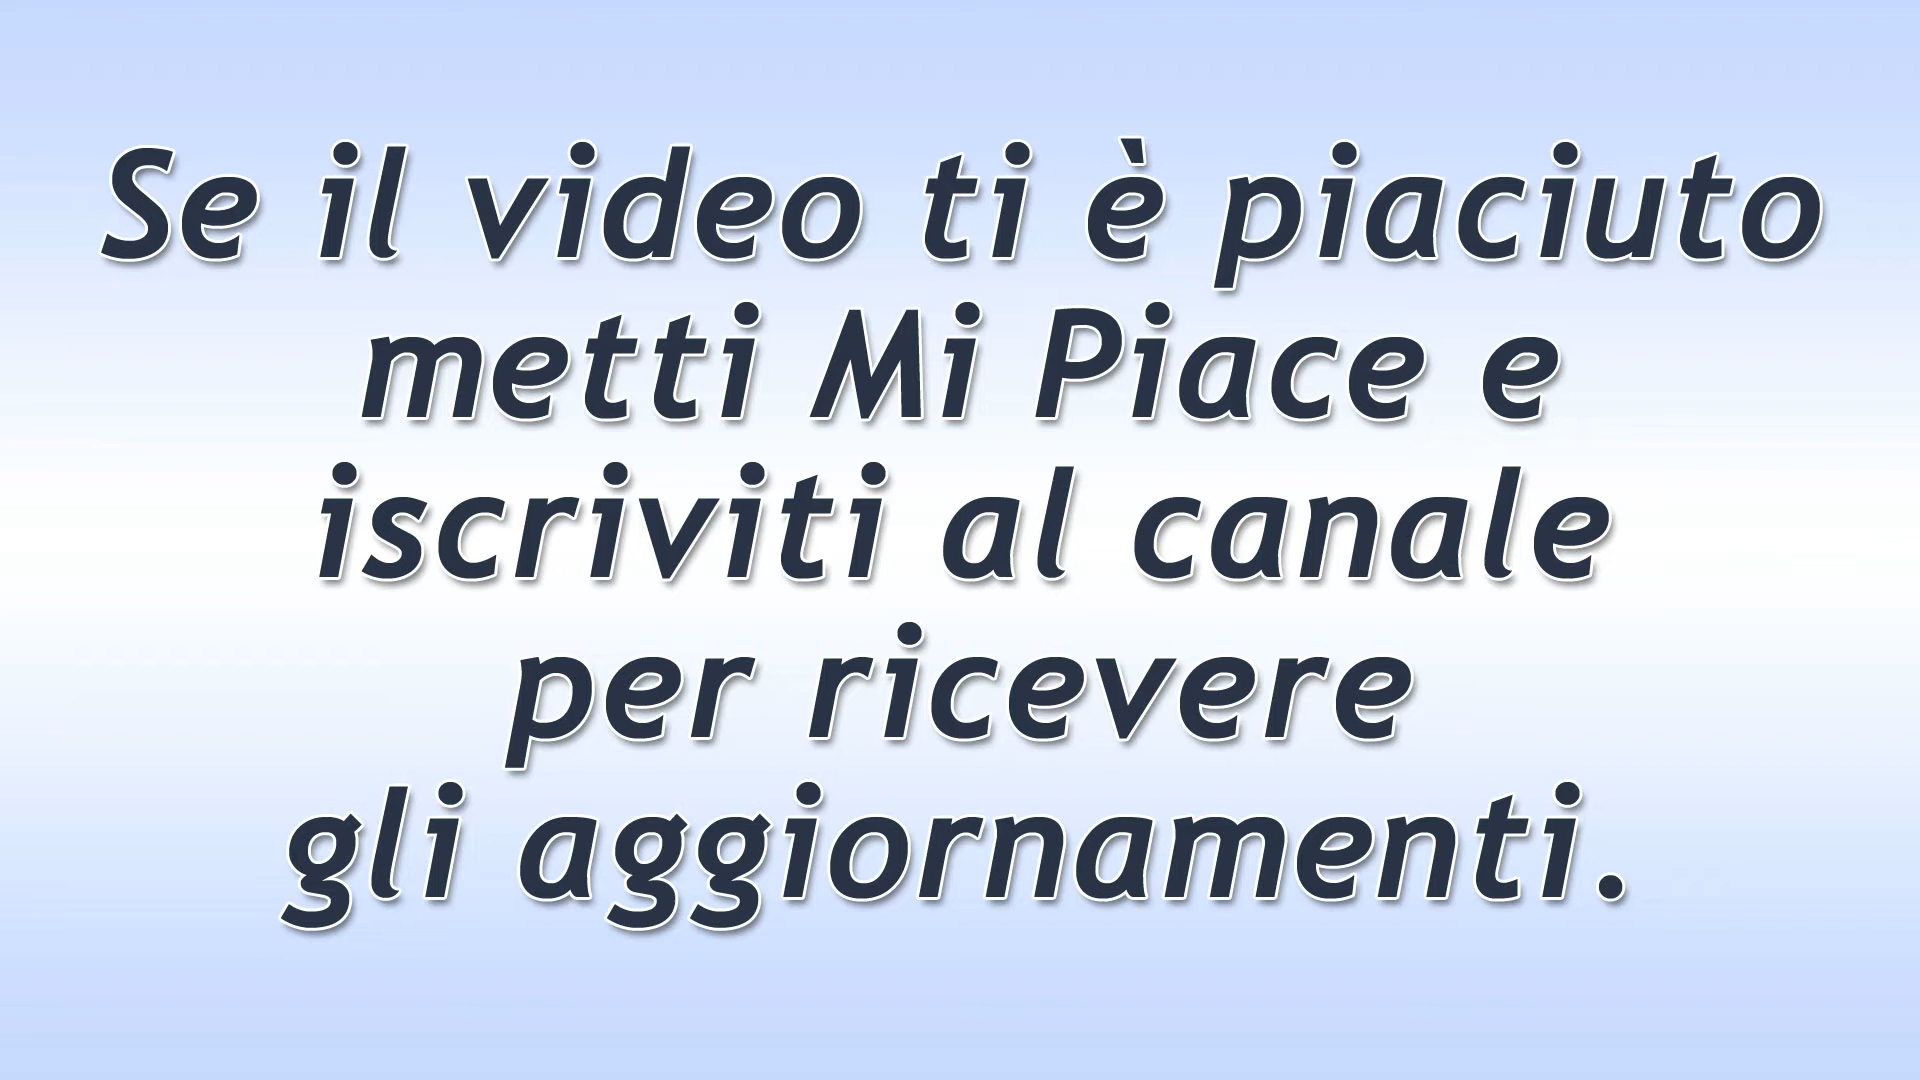 Se il video ti è piaciuto
metti Mi Piace e
iscriviti al canale
per ricevere
gli aggiornamenti.